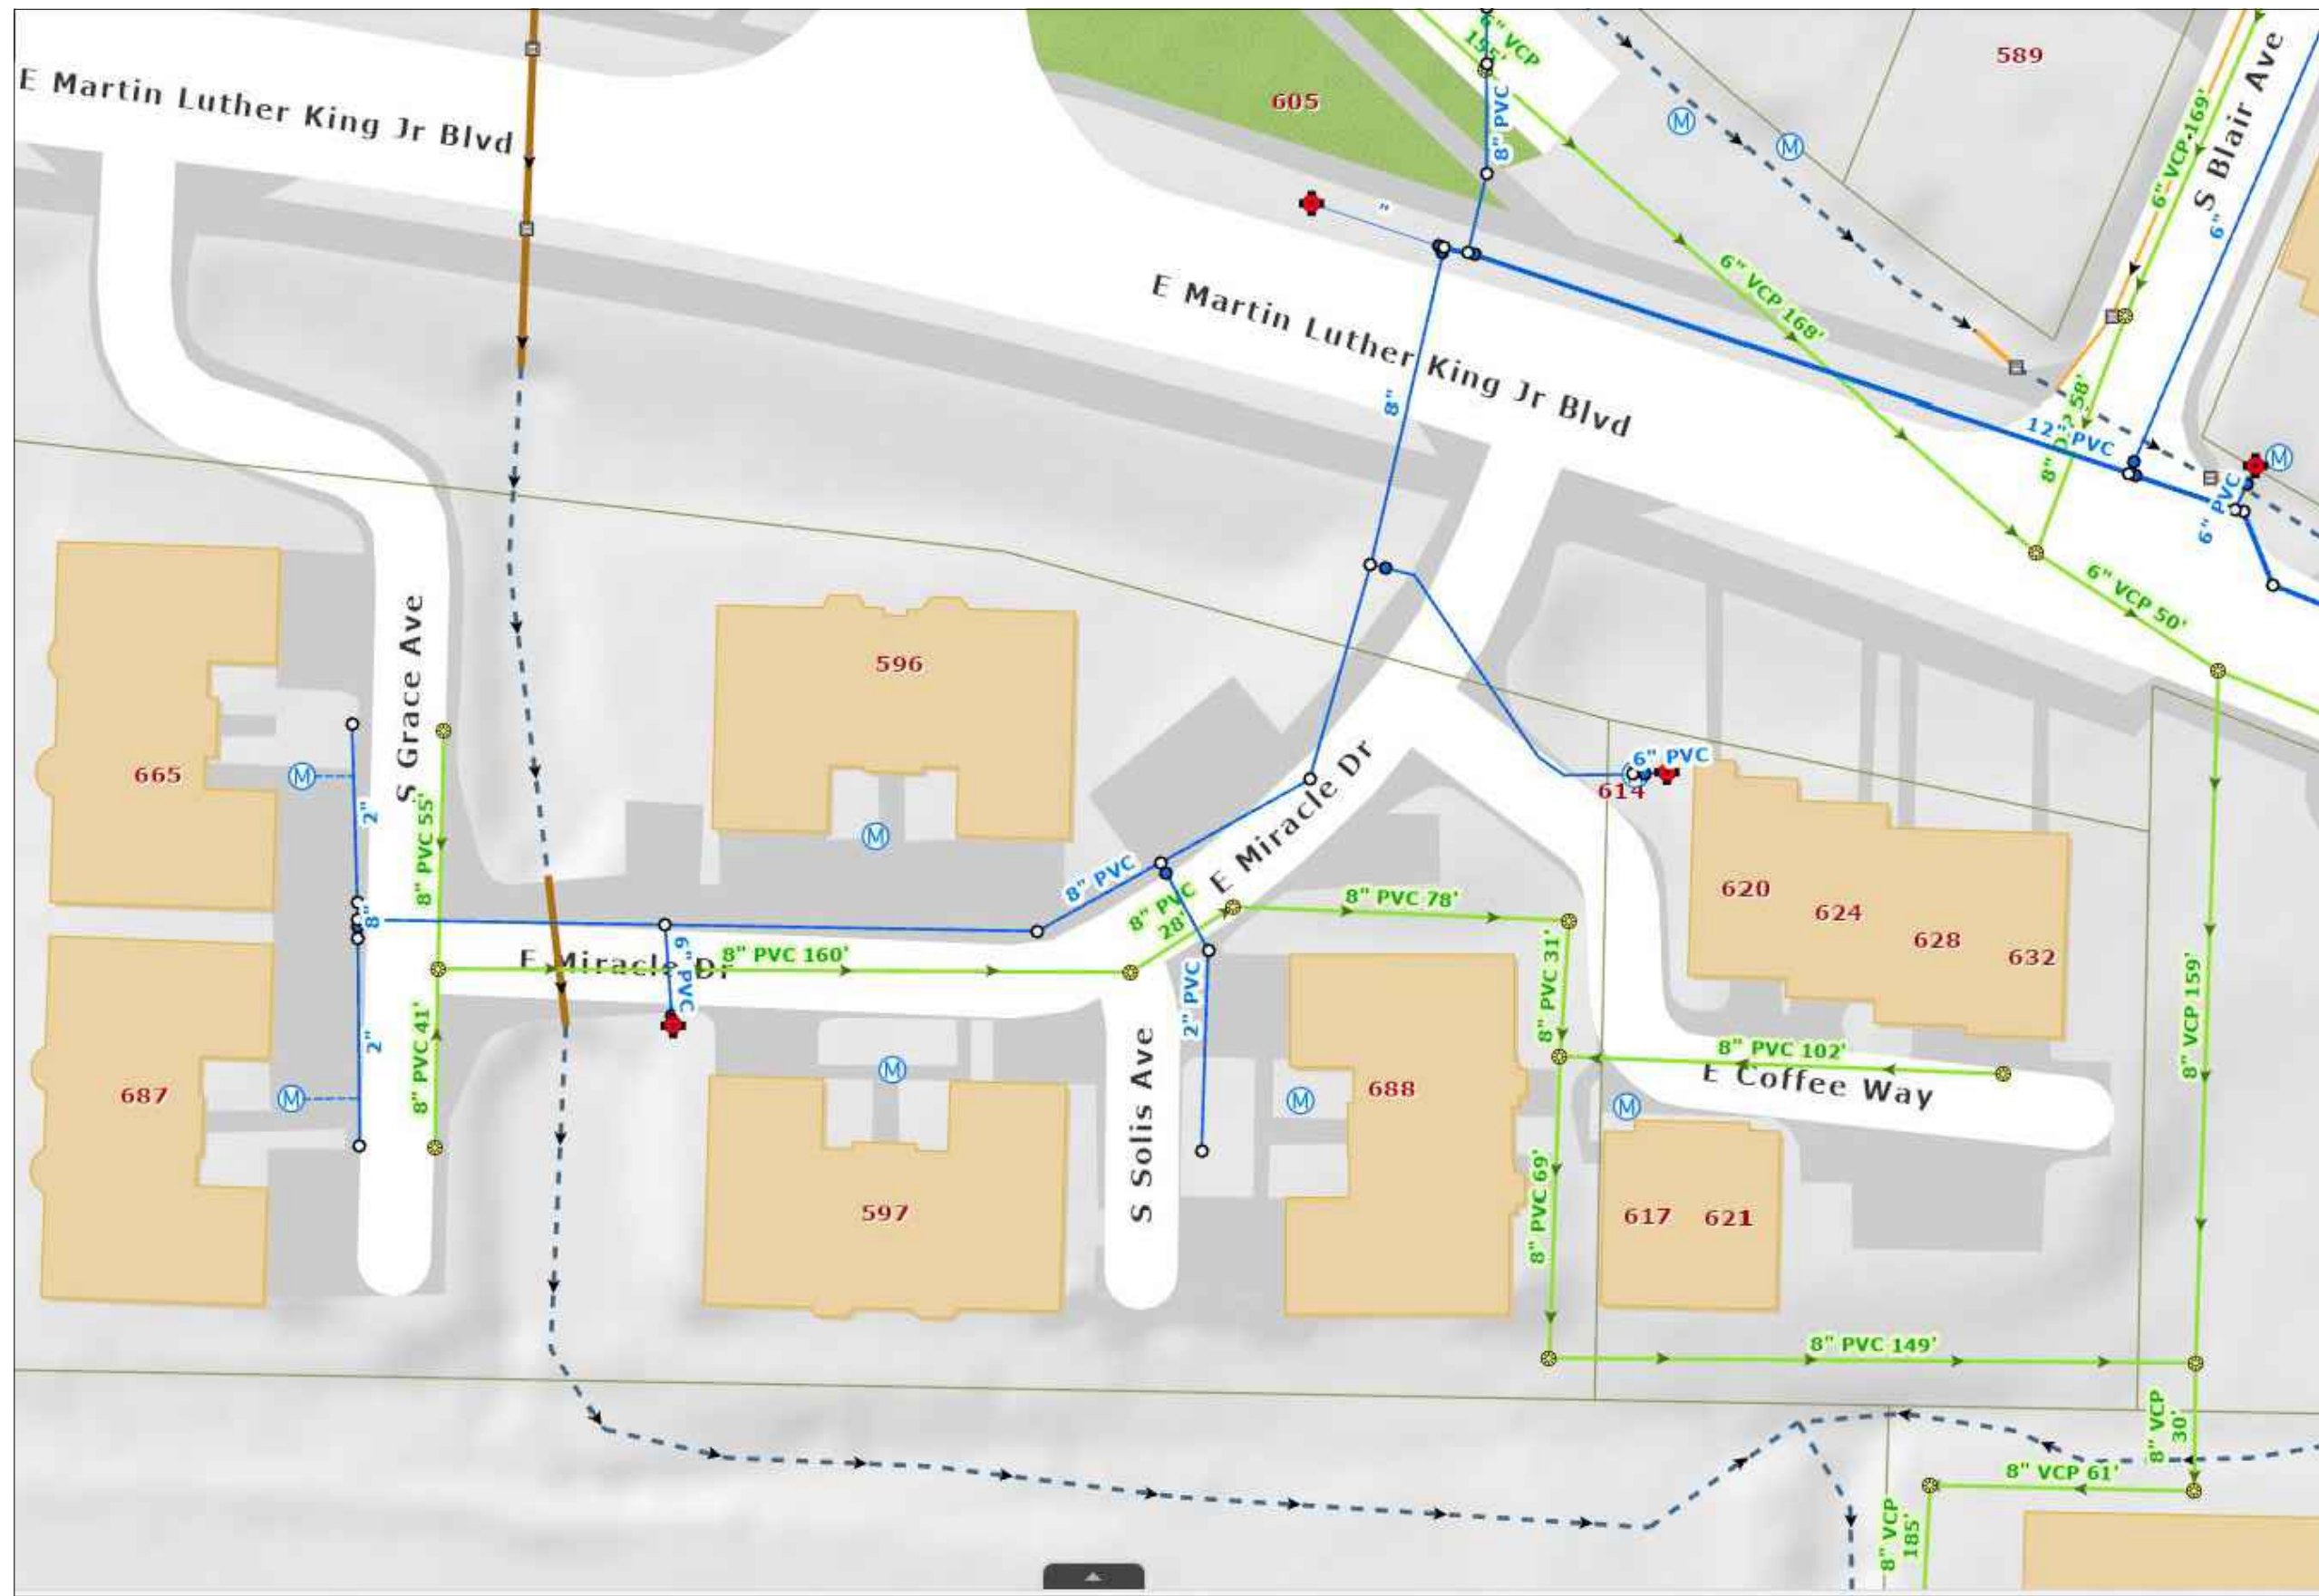 6" VCP
155'
589
S Blair Ave
E Martin Luther King Jr Blvd
605
8" PVC
6" VCP 169'
"
6"
E Martin Luther King Jr Blvd
6" VCP 168'
8"
12" PVC
M
M
M
6" PVC
6" VCP 50'
S Grace Ave
596
665
M
2"
8" PVC 55'
M
E Miracle Dr
6" PVC
614
8" PVC
8" PVC
28'
8" PVC 78'
620
624
628
632
8"
E Miracle Dr
8" PVC 160'
6" PVC
8" PVC 31'
8" VCP 159'
2"
8" PVC 41'
2" PVC
S Solis Ave
687
M
M
M
688
M
8" PVC 102'
E Coffee Way
597
8" PVC 69'
617
621
8" PVC 149'
8" VCP
30'
8" VCP 61'
8" VCP
185'